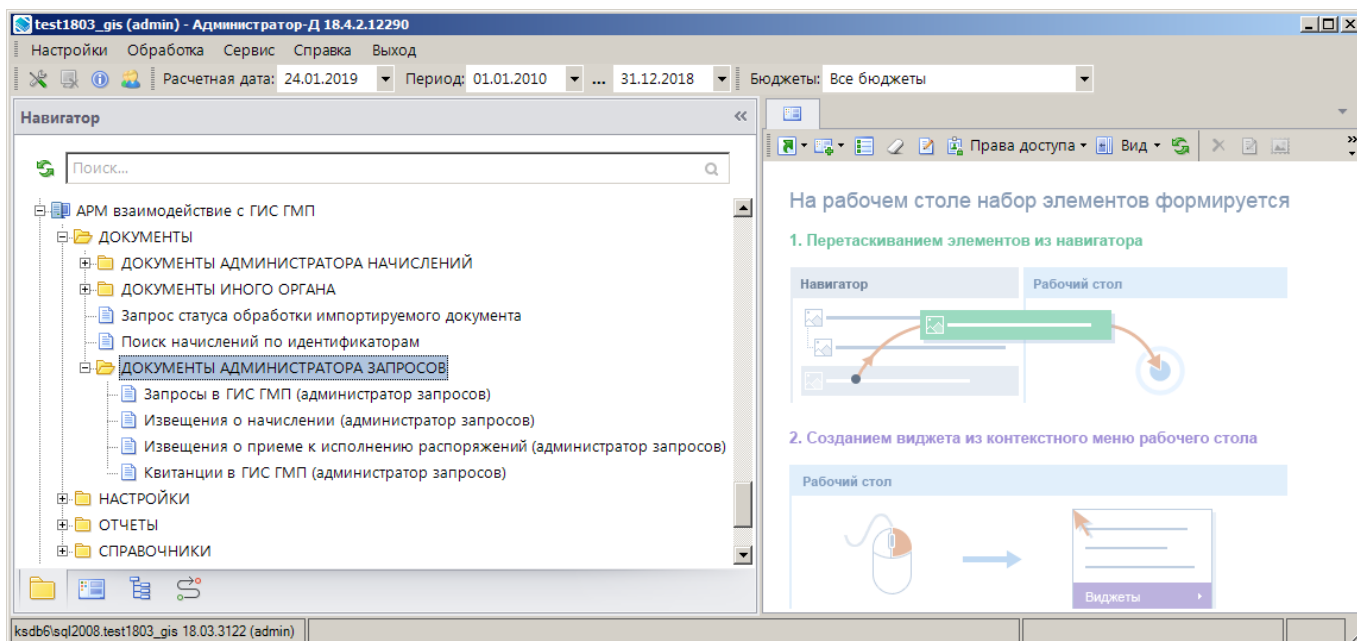 test1803_gis (admin) - Администратор-Д 18.4.2.12290
Настройки Обработка Сервис Справка Выход
Расчетная дата: 24.01.2019 Период: 01.01.2010 ... 31.12.2018 Бюджеты: Все бюджеты
Навигатор
Поиск...
АРМ взаимодействие с ГИС ГМП
ДОКУМЕНТЫ
ДОКУМЕНТЫ АДМИНИСТРАТОРА НАЧИСЛЕНИЙ
ДОКУМЕНТЫ ИНОГО ОРГАНА
Запрос статуса обработки импортируемого документа
Поиск начислений по идентификаторам
ДОКУМЕНТЫ АДМИНИСТРАТОРА ЗАПРОСОВ
Запросы в ГИС ГМП (администратор запросов)
Извещения о начислении (администратор запросов)
Извещения о приеме к исполнению распоряжений (администратор запросов)
Квитанции в ГИС ГМП (администратор запросов)
НАСТРОЙКИ
ОТЧЕТЫ
СПРАВОЧНИКИ
Права доступа Вид
На рабочем столе набор элементов формируется
1. Перетаскиванием элементов из навигатора
Навигатор Рабочий стол
2. Созданием виджета из контекстного меню рабочего стола
Рабочий стол
Виджеты
ksdb6\sql2008.test1803_gis 18.03.3122 (admin)